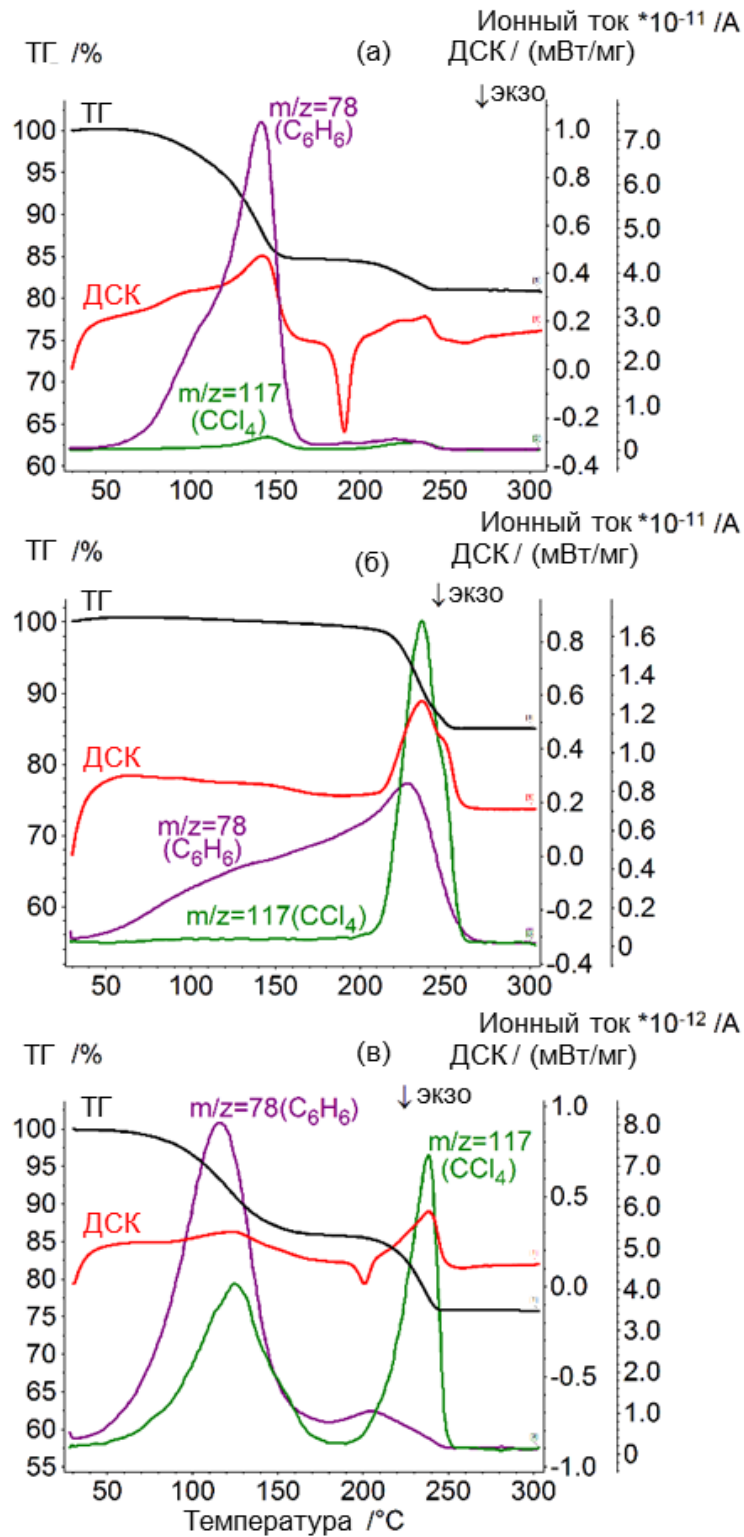 Ионный ток *10-11 /А
ТГ /% (а) ДСК / (мВт/мг)
↓экзо
ТГ
m/z=78
(C6H6)
ДСК
m/z=117
(CCl4)
100
95
90
85
80
75
70
65
60
1.0
0.8
0.6
0.4
0.2
0.0
-0.2
-0.4
7.0
6.0
5.0
4.0
3.0
2.0
1.0
0
50 100 150 200 250 300
Ионный ток *10-11 /А
ТГ /% (б) ДСК / (мВт/мг)
↓экзо
ТГ
ДСК
m/z=78
(C6H6)
m/z=117(CCl4)
100
90
80
70
60
0.8
0.6
0.4
0.2
0.0
-0.2
-0.4
1.6
1.4
1.2
1.0
0.8
0.6
0.4
0.2
0
50 100 150 200 250 300
Ионный ток *10-12 /А
ТГ /% (в) ДСК / (мВт/мг)
↓экзо
ТГ
m/z=78(C6H6)
m/z=117
(CCl4)
ДСК
100
95
90
85
80
75
70
65
60
55
1.0
0.5
0.0
-0.5
-1.0
8.0
7.0
6.0
5.0
4.0
3.0
2.0
1.0
0
50 100 150 200 250 300
Температура /°C